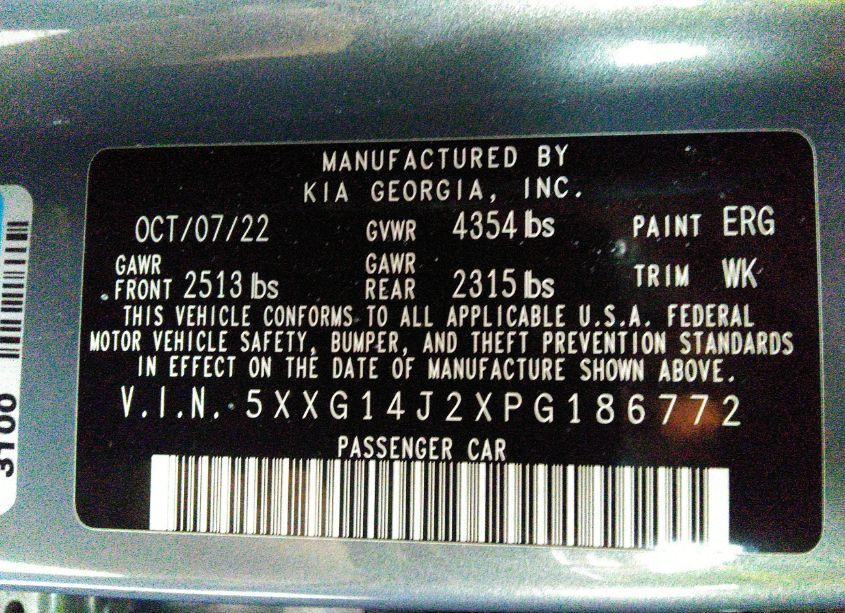 MANUFACTURED BY
KIA GEORGIA, INC.
OCT/07/22 GVWR 4354 lbs PAINT ERG
GAWR FRONT 2513 lbs GAWR REAR 2315 lbs TRIM WK
THIS VEHICLE CONFORMS TO ALL APPLICABLE U.S.A. FEDERAL
MOTOR VEHICLE SAFETY, BUMPER, AND THEFT PREVENTION STANDARDS
IN EFFECT ON THE DATE OF MANUFACTURE SHOWN ABOVE.
V.I.N. 5XXG14J2XPG186772
PASSENGER CAR
3100